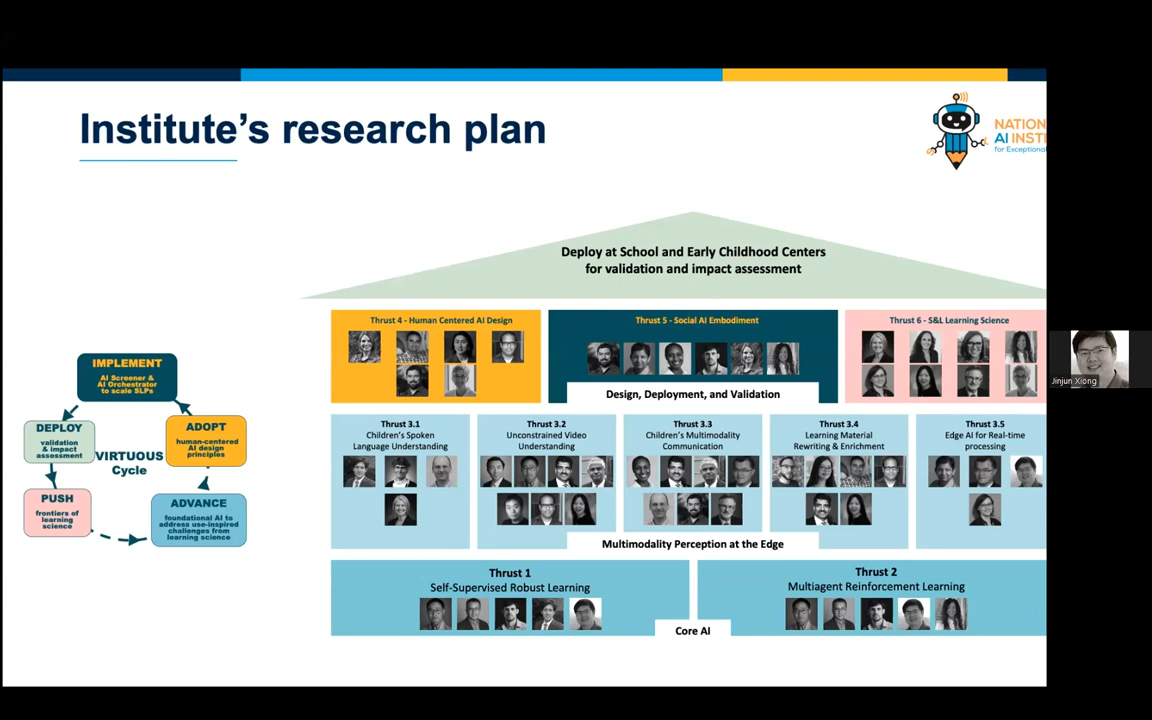 Institute's research plan
NATION
AI INSTI
for Exceptional
Deploy at School and Early Childhood Centers
for validation and impact assessment
Thrust 4 - Human Centered AI Design
Thrust 5 - Social AI Embodiment
Thrust 6 - S&L Learning Science
Design, Deployment, and Validation
IMPLEMENT
AI Screener &
AI Orchestrator
to scale SLPs
DEPLOY
validation
& impact
assessment
ADOPT
human-centered
AI design
principles
VIRTUOUS
Cycle
PUSH
frontiers of
learning
science
ADVANCE
foundational AI to
address use-inspired
challenges from
learning science
Thrust 3.1
Children's Spoken
Language Understanding
Thrust 3.2
Unconstrained Video
Understanding
Thrust 3.3
Children's Multimodality
Communication
Thrust 3.4
Learning Material
Rewriting & Enrichment
Thrust 3.5
Edge AI for Real-time
processing
Multimodality Perception at the Edge
Thrust 1
Self-Supervised Robust Learning
Thrust 2
Multiagent Reinforcement Learning
Core AI
Jinjun Xiong